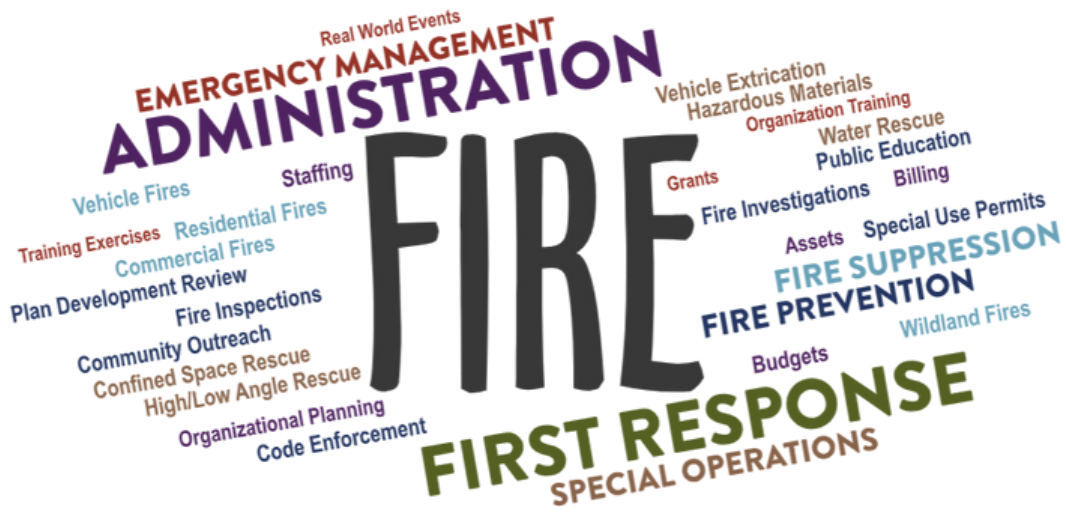 Real World Events
EMERGENCY MANAGEMENT
ADMINISTRATION
FIRE
Vehicle Extrication
Hazardous Materials
Organization Training
Water Rescue
Public Education
Staffing
Grants
Billing
Vehicle Fires
Fire Investigations
Residential Fires
Special Use Permits
Training Exercises
Assets
Commercial Fires
FIRE SUPPRESSION
Plan Development Review
FIRE PREVENTION
Fire Inspections
Wildland Fires
Community Outreach
Budgets
Confined Space Rescue
High/Low Angle Rescue
Organizational Planning
Code Enforcement
FIRST RESPONSE
SPECIAL OPERATIONS